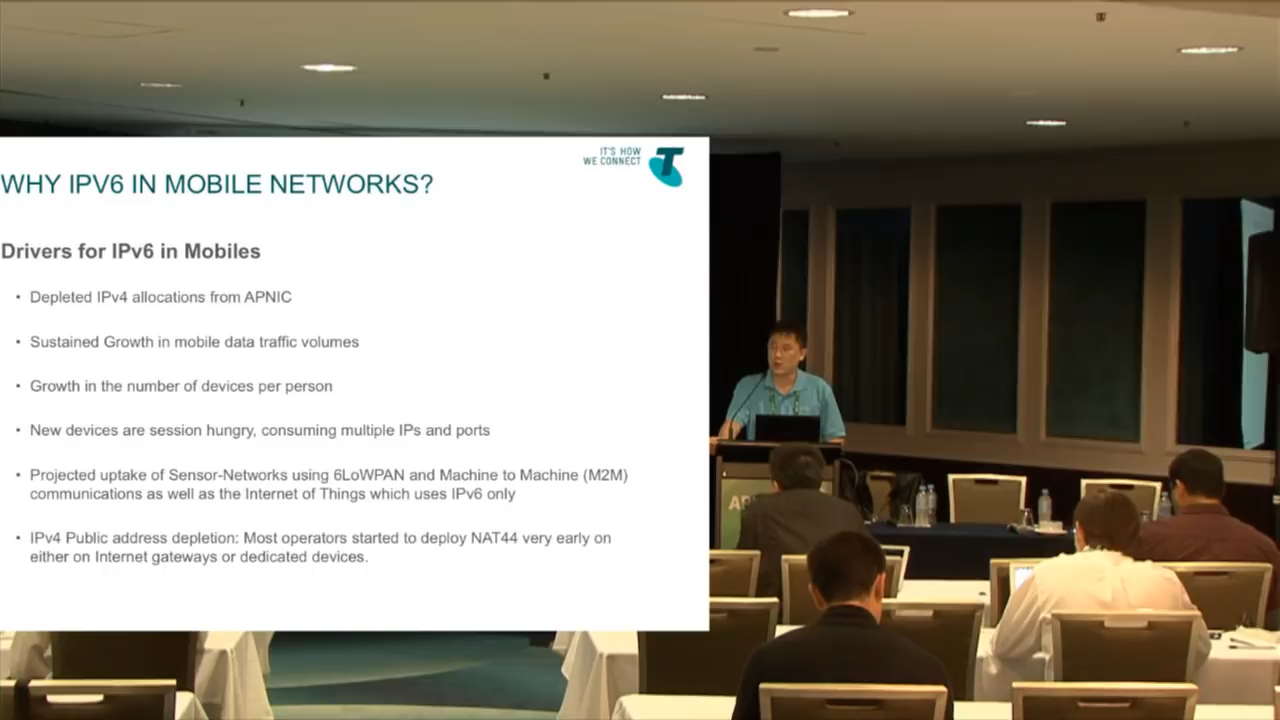 IT'S HOW
WE CONNECT
WHY IPV6 IN MOBILE NETWORKS?
Drivers for IPv6 in Mobiles
• Depleted IPv4 allocations from APNIC
• Sustained Growth in mobile data traffic volumes
• Growth in the number of devices per person
• New devices are session hungry, consuming multiple IPs and ports
• Projected uptake of Sensor-Networks using 6LoWPAN and Machine to Machine (M2M)
communications as well as the Internet of Things which uses IPv6 only
• IPv4 Public address depletion: Most operators started to deploy NAT44 very early on
either on Internet gateways or dedicated devices.